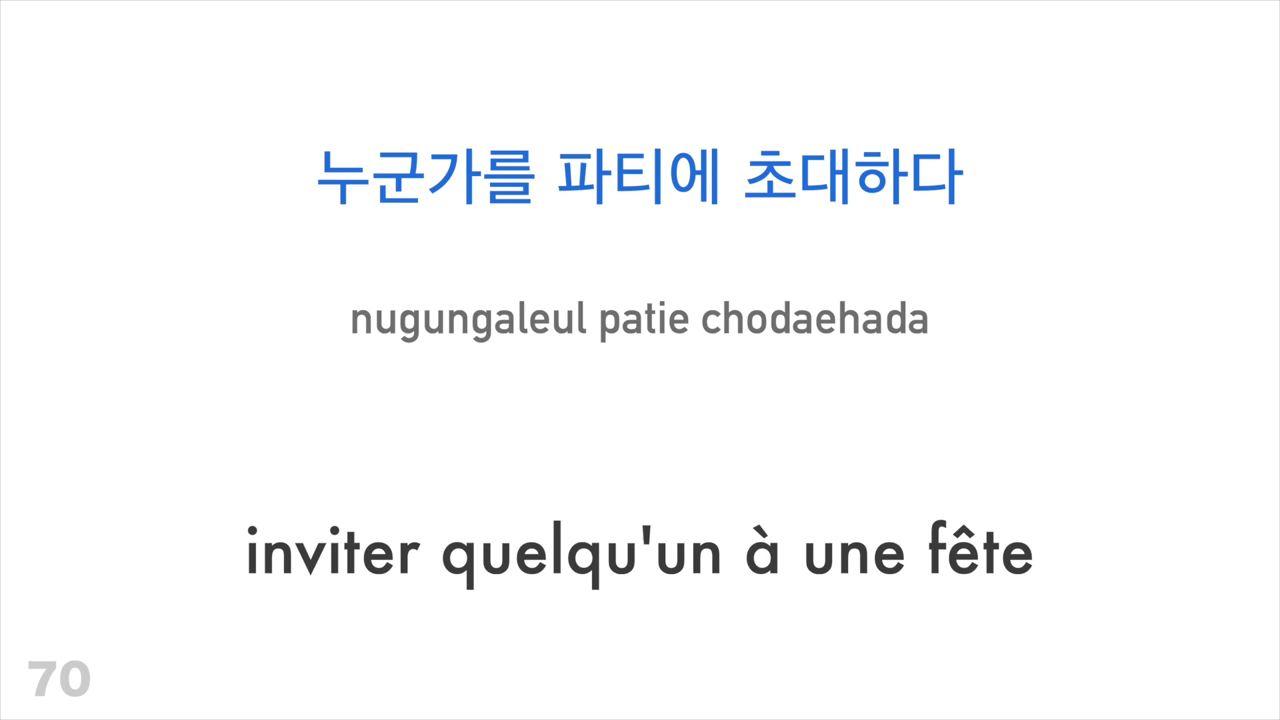 누군가를 파티에 초대하다
nugungaleul patie chodaehada
inviter quelqu'un à une fête
70